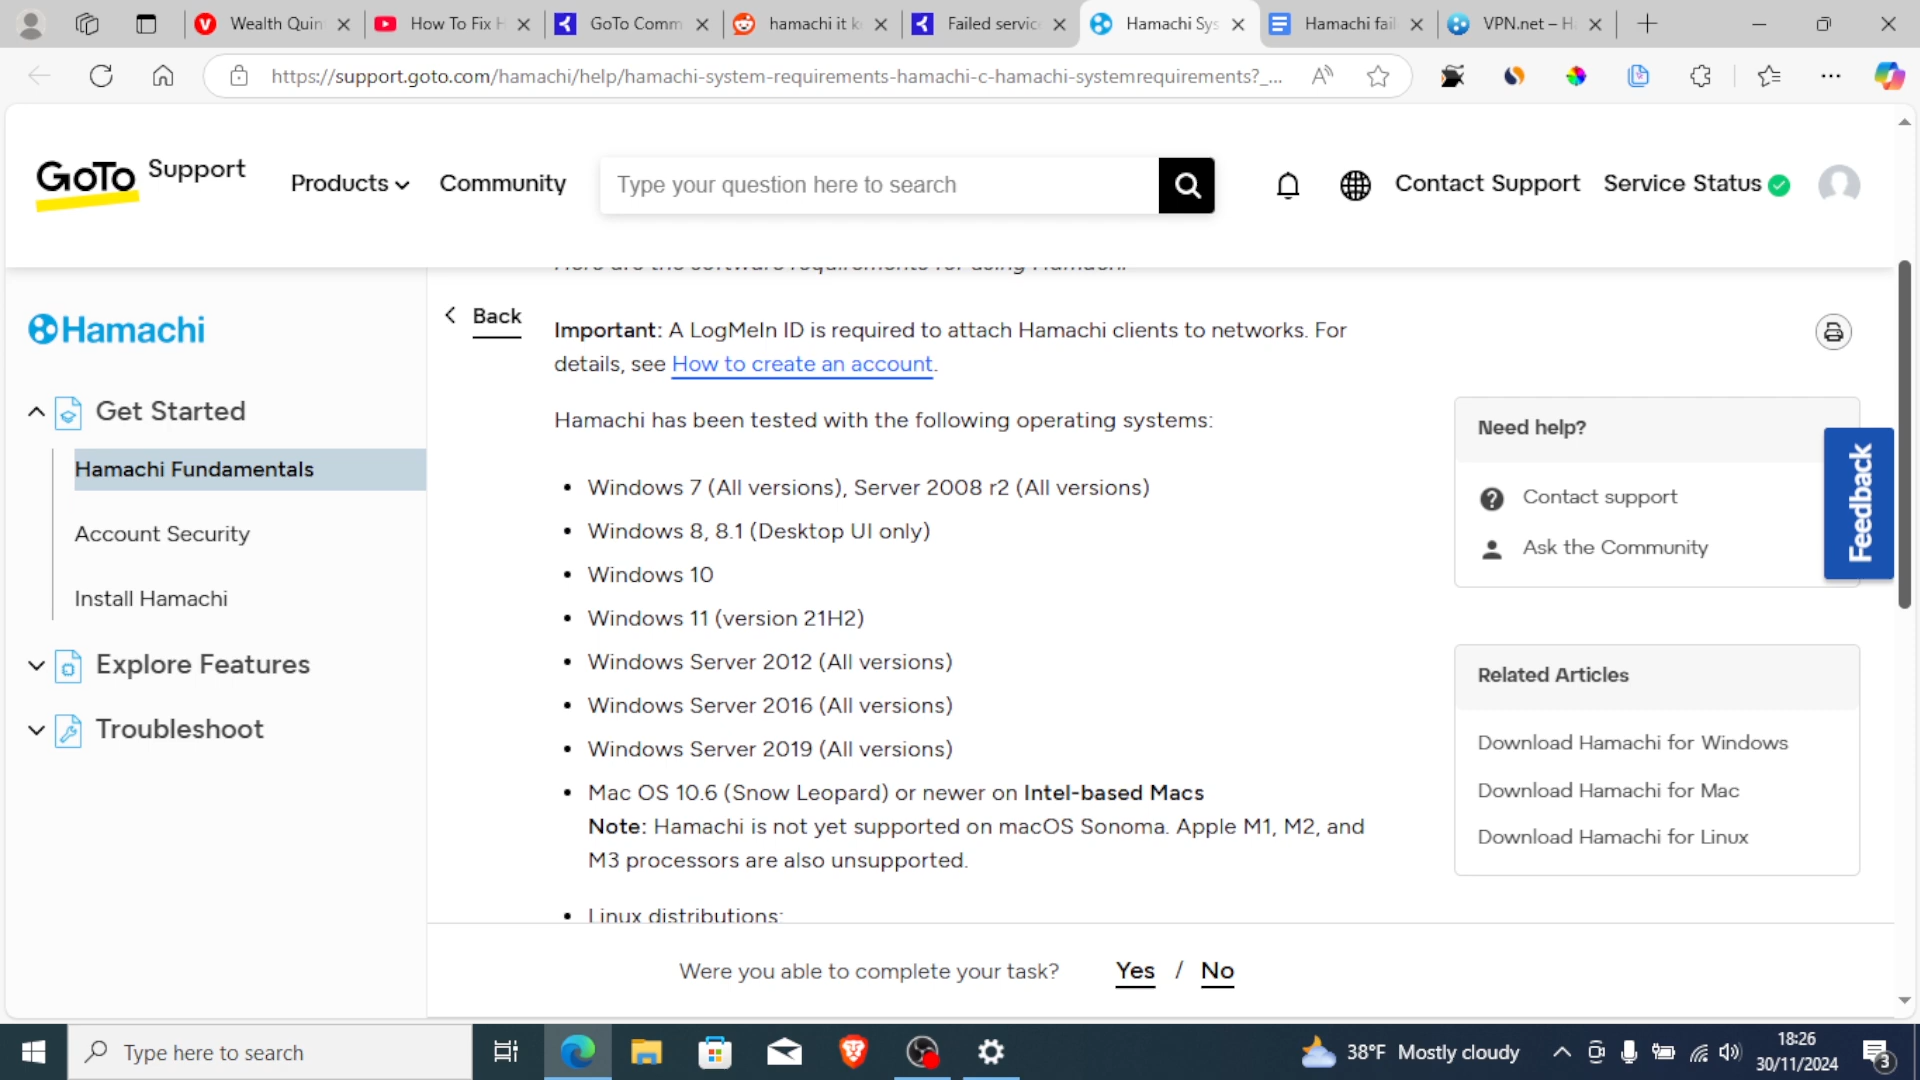 Wealth Quin
How To Fix H
GoTo Comm
hamachi it k
Failed servic
Hamachi Sys
Hamachi fail
VPN.net – H
https://support.goto.com/hamachi/help/hamachi-system-requirements-hamachi-c-hamachi-systemrequirements?_...
GoTo Support
Products
Community
Type your question here to search
Contact Support
Service Status
Here are the software requirements for using Hamachi.
Hamachi
Get Started
Hamachi Fundamentals
Account Security
Install Hamachi
Explore Features
Troubleshoot
Back
Important: A LogMeIn ID is required to attach Hamachi clients to networks. For
details, see How to create an account.
Hamachi has been tested with the following operating systems:
• Windows 7 (All versions), Server 2008 r2 (All versions)
• Windows 8, 8.1 (Desktop UI only)
• Windows 10
• Windows 11 (version 21H2)
• Windows Server 2012 (All versions)
• Windows Server 2016 (All versions)
• Windows Server 2019 (All versions)
• Mac OS 10.6 (Snow Leopard) or newer on Intel-based Macs
Note: Hamachi is not yet supported on macOS Sonoma. Apple M1, M2, and
M3 processors are also unsupported.
• Linux distributions:
Need help?
Contact support
Ask the Community
Feedback
Related Articles
Download Hamachi for Windows
Download Hamachi for Mac
Download Hamachi for Linux
Were you able to complete your task? Yes / No
Type here to search
38°F Mostly cloudy
18:26
30/11/2024
3